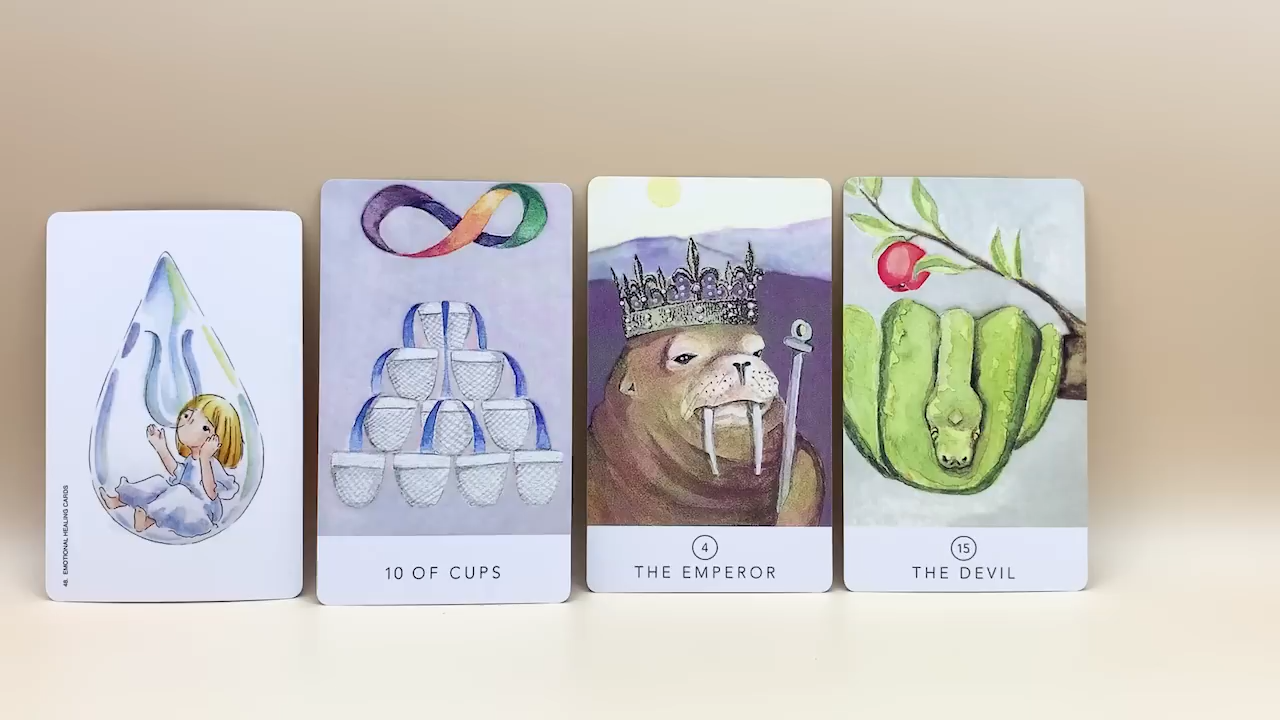 48. EMOTIONAL HEALING CARDS
10 OF CUPS
4
THE EMPEROR
15
THE DEVIL